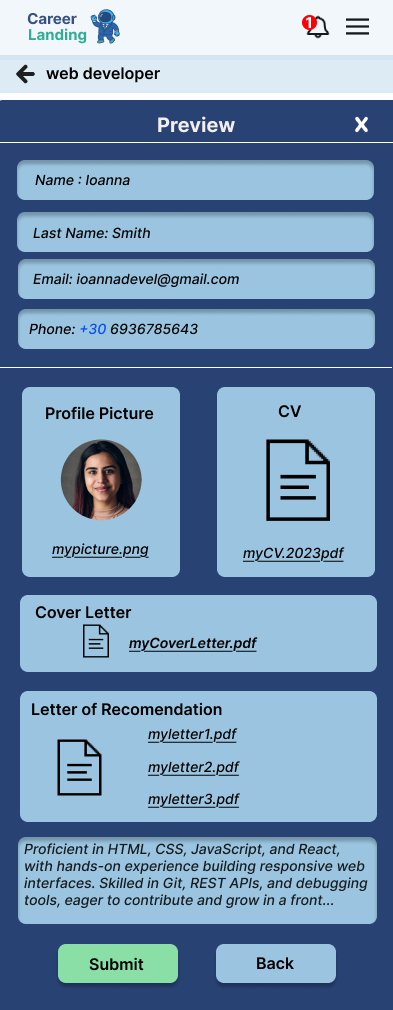 Career
Landing
1
web developer
Preview
X
Name : Ioanna
Last Name: Smith
Email: ioannadevel@gmail.com
Phone: +30 6936785643
Profile Picture
mypicture.png
CV
myCV.2023pdf
Cover Letter
myCoverLetter.pdf
Letter of Recomendation
myletter1.pdf
myletter2.pdf
myletter3.pdf
Proficient in HTML, CSS, JavaScript, and React,
with hands-on experience building responsive web
interfaces. Skilled in Git, REST APIs, and debugging
tools, eager to contribute and grow in a front...
Submit
Back